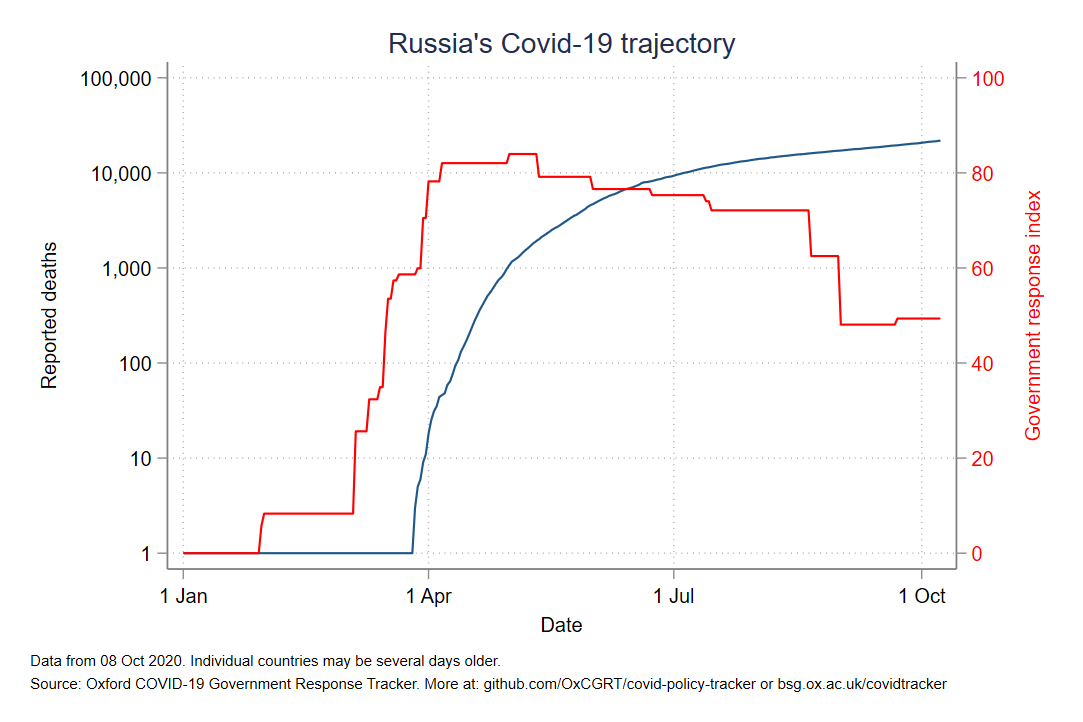 Russia's Covid-19 trajectory
100,000
10,000
1,000
100
10
1
Reported deaths
100
80
60
40
20
0
Government response index
1 Jan
1 Apr
1 Jul
1 Oct
Date
Data from 08 Oct 2020. Individual countries may be several days older.
Source: Oxford COVID-19 Government Response Tracker. More at: github.com/OxCGRT/covid-policy-tracker or bsg.ox.ac.uk/covidtracker